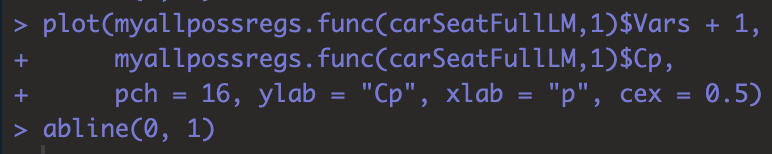 > plot(myallpossregs.func(carSeatFullLM,1)$Vars + 1,
+     myallpossregs.func(carSeatFullLM,1)$Cp,
+     pch = 16, ylab = "Cp", xlab = "p", cex = 0.5)
> abline(0, 1)